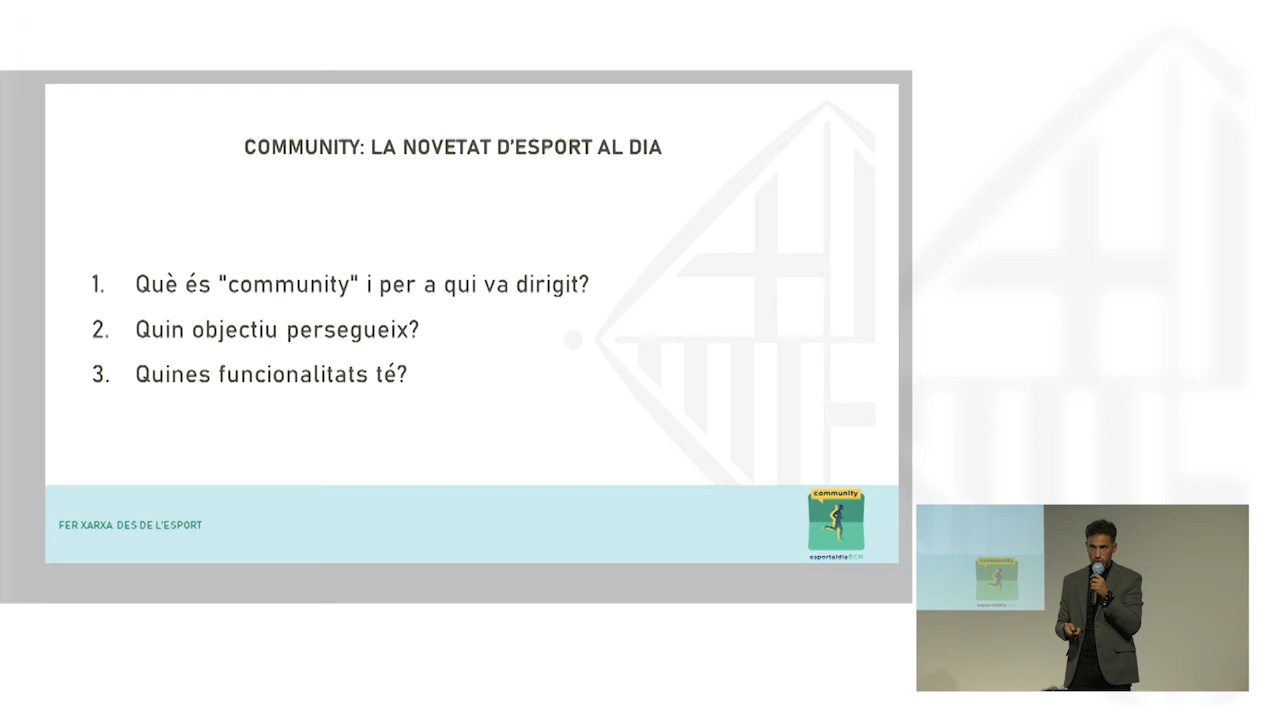 COMMUNITY: LA NOVETAT D'ESPORT AL DIA
1. Què és "community" i per a qui va dirigit?
2. Quin objectiu persegueix?
3. Quines funcionalitats té?
FER XARXA DES DE L'ESPORT
community
esportaldiaBCN
community